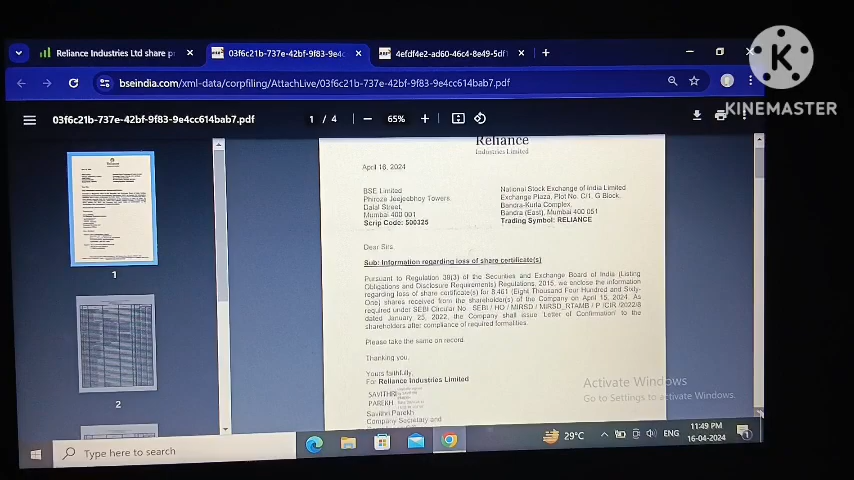 Reliance Industries Ltd share p
03f6c21b-737e-42bf-9f83-9e4c
4efdf4e2-ad60-46c4-8e49-5df1
bseindia.com/xml-data/corpfiling/AttachLive/03f6c21b-737e-42bf-9f83-9e4cc614bab7.pdf
KINEMASTER
03f6c21b-737e-42bf-9f83-9e4cc614bab7.pdf
1 / 4
65%
Reliance
Industries Limited
April 16, 2024
BSE Limited
Phiroze Jeejeebhoy Towers,
Dalal Street,
Mumbai 400 001
Scrip Code: 500325
National Stock Exchange of India Limited
Exchange Plaza, Plot No. C/1, G Block,
Bandra-Kurla Complex,
Bandra (East), Mumbai 400 051
Trading Symbol: RELIANCE
Dear Sirs,
Sub: Information regarding loss of share certificate(s)
Pursuant to Regulation 39(3) of the Securities and Exchange Board of India (Listing
Obligations and Disclosure Requirements) Regulations, 2015, we enclose the information
regarding loss of share certificate(s) for 8,461 (Eight Thousand Four Hundred and Sixty-
One) shares received from the shareholder(s) of the Company on April 15, 2024. As
required under SEBI Circular No. SEBI / HO / MIRSD / MIRSD_RTAMB / P /CIR /2022/8
dated January 25, 2022, the Company shall issue 'Letter of Confirmation' to the
shareholders after compliance of required formalities.
Please take the same on record.
Thanking you,
Yours faithfully,
For Reliance Industries Limited
SAVITHRI
PAREKH
Savithri Parekh
Company Secretary and
1
2
Activate Windows
Go to Settings to activate Windows.
Type here to search
29°C
ENG
11:49 PM
16-04-2024
1